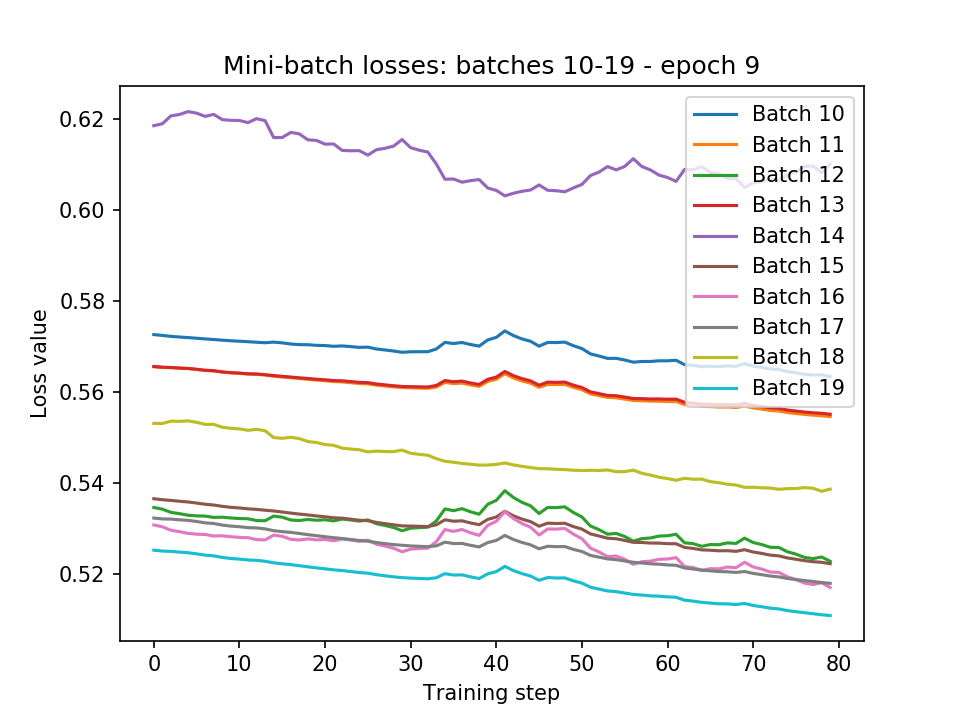 Mini-batch losses: batches 10-19 - epoch 9
Loss value
0.62
0.60
0.58
0.56
0.54
0.52
Batch 10
Batch 11
Batch 12
Batch 13
Batch 14
Batch 15
Batch 16
Batch 17
Batch 18
Batch 19
0 10 20 30 40 50 60 70 80
Training step